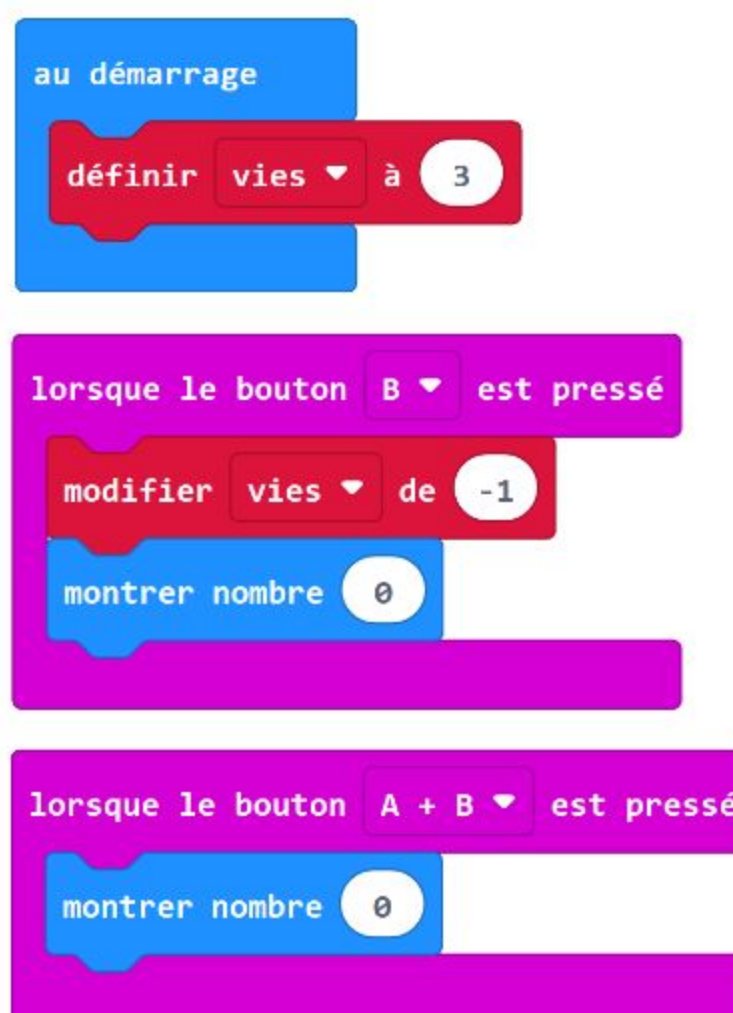 au démarrage
définir vies à 3
lorsque le bouton B est pressé
modifier vies de -1
montrer nombre 0
lorsque le bouton A + B est pressé
montrer nombre 0